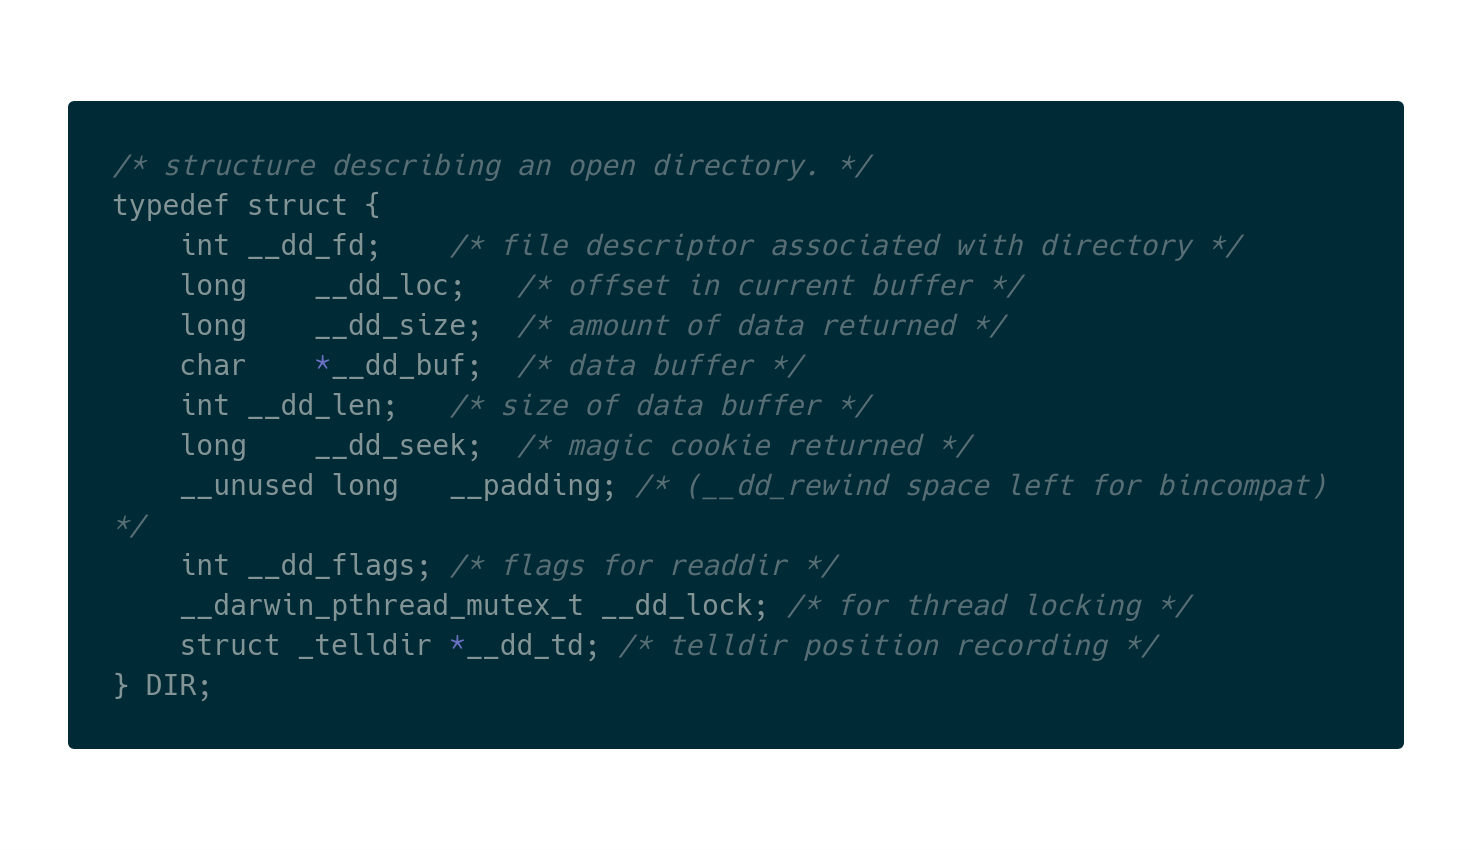 /* structure describing an open directory. */
typedef struct {
    int __dd_fd;    /* file descriptor associated with directory */
    long    __dd_loc;   /* offset in current buffer */
    long    __dd_size;  /* amount of data returned */
    char    *__dd_buf;  /* data buffer */
    int __dd_len;   /* size of data buffer */
    long    __dd_seek;  /* magic cookie returned */
    __unused long   __padding; /* (__dd_rewind space left for bincompat)
*/
    int __dd_flags; /* flags for readdir */
    __darwin_pthread_mutex_t __dd_lock; /* for thread locking */
    struct _telldir *__dd_td; /* telldir position recording */
} DIR;